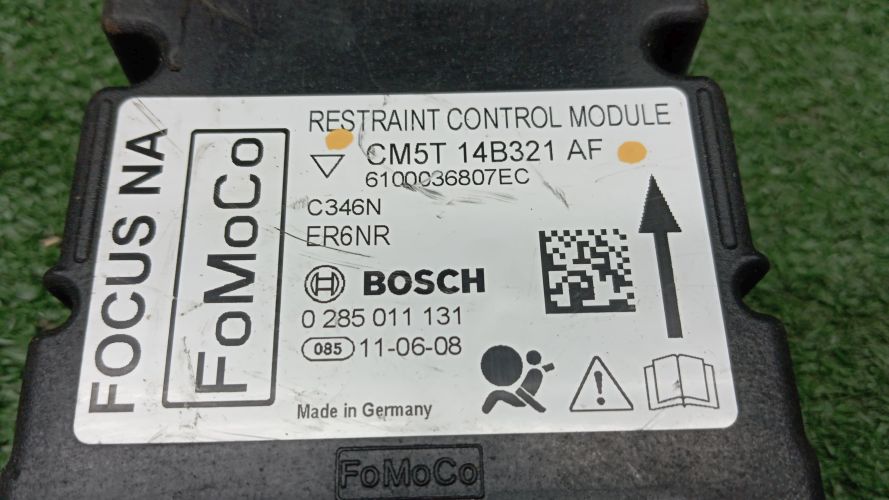 FOCUS NA
FoMoCo
RESTRAINT CONTROL MODULE
CM5T 14B321 AF
6100036807EC
C346N
ER6NR
BOSCH
0 285 011 131
085 11-06-08
Made in Germany
FoMoCo